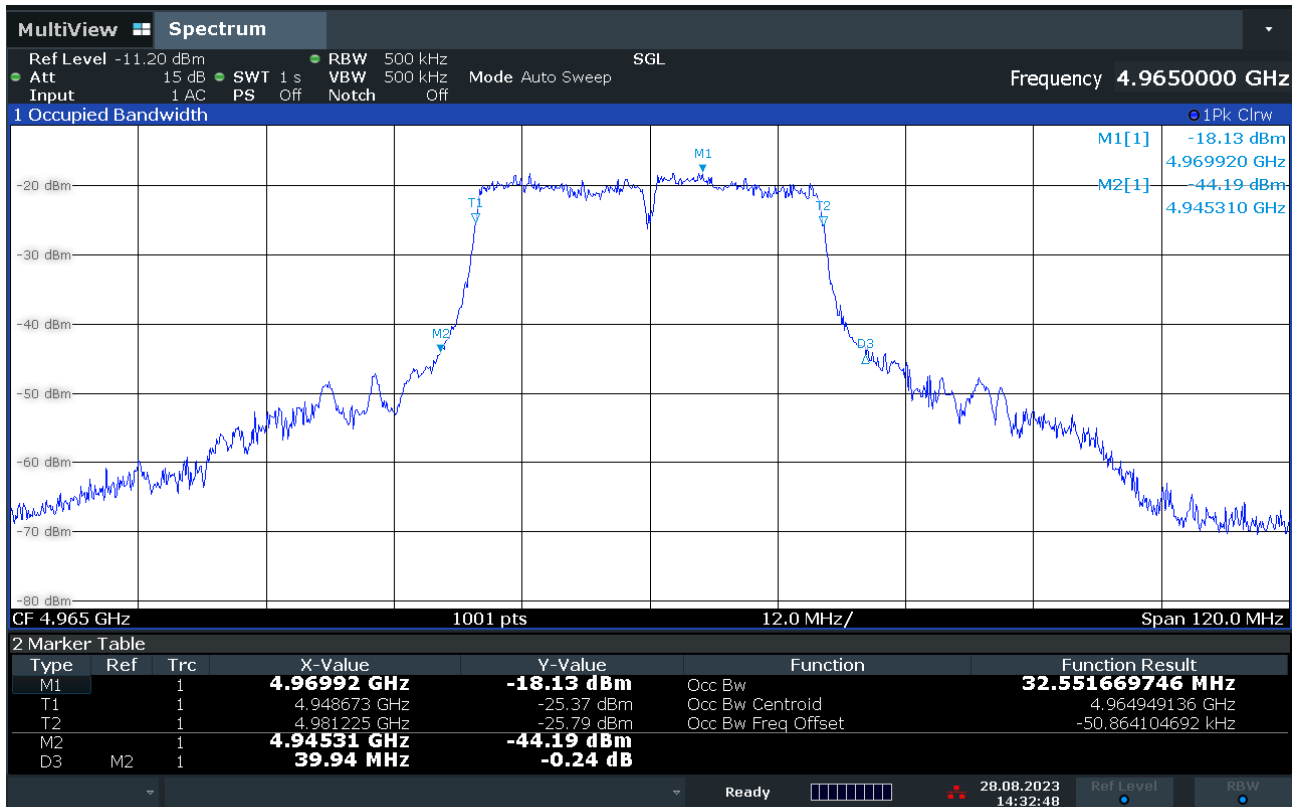 MultiView Spectrum
Ref Level -11.20 dBm RBW 500 kHz SGL
Att 15 dB SWT 1 s VBW 500 kHz Mode Auto Sweep Frequency 4.9650000 GHz
Input 1 AC PS Off Notch Off
1 Occupied Bandwidth 1Pk Clrw
M1[1] -18.13 dBm
4.969920 GHz
M2[1] -44.19 dBm
4.945310 GHz
M1
-20 dBm
T1
T2
-30 dBm
-40 dBm
M2
D3
-50 dBm
-60 dBm
-70 dBm
-80 dBm
CF 4.965 GHz 1001 pts 12.0 MHz/ Span 120.0 MHz
2 Marker Table
Type Ref Trc X-Value Y-Value Function Function Result
M1 1 4.96992 GHz -18.13 dBm Occ Bw 32.551669746 MHz
T1 1 4.948673 GHz -25.37 dBm Occ Bw Centroid 4.964949136 GHz
T2 1 4.981225 GHz -25.79 dBm Occ Bw Freq Offset -50.864104692 kHz
M2 1 4.94531 GHz -44.19 dBm
D3 M2 1 39.94 MHz -0.24 dB
Ready 28.08.2023 Ref Level RBW
14:32:48